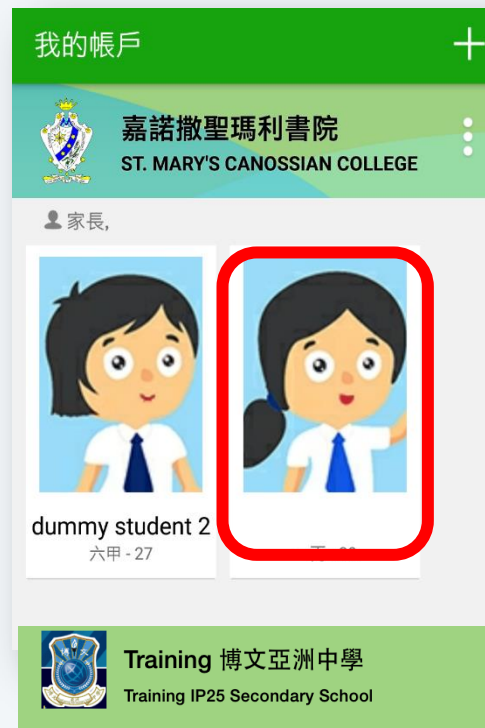 我的帳戶
嘉諾撒聖瑪利書院
ST. MARY'S CANOSSIAN COLLEGE
家長,
dummy student 2
六甲 - 27
Training 博文亞洲中學
Training IP25 Secondary School